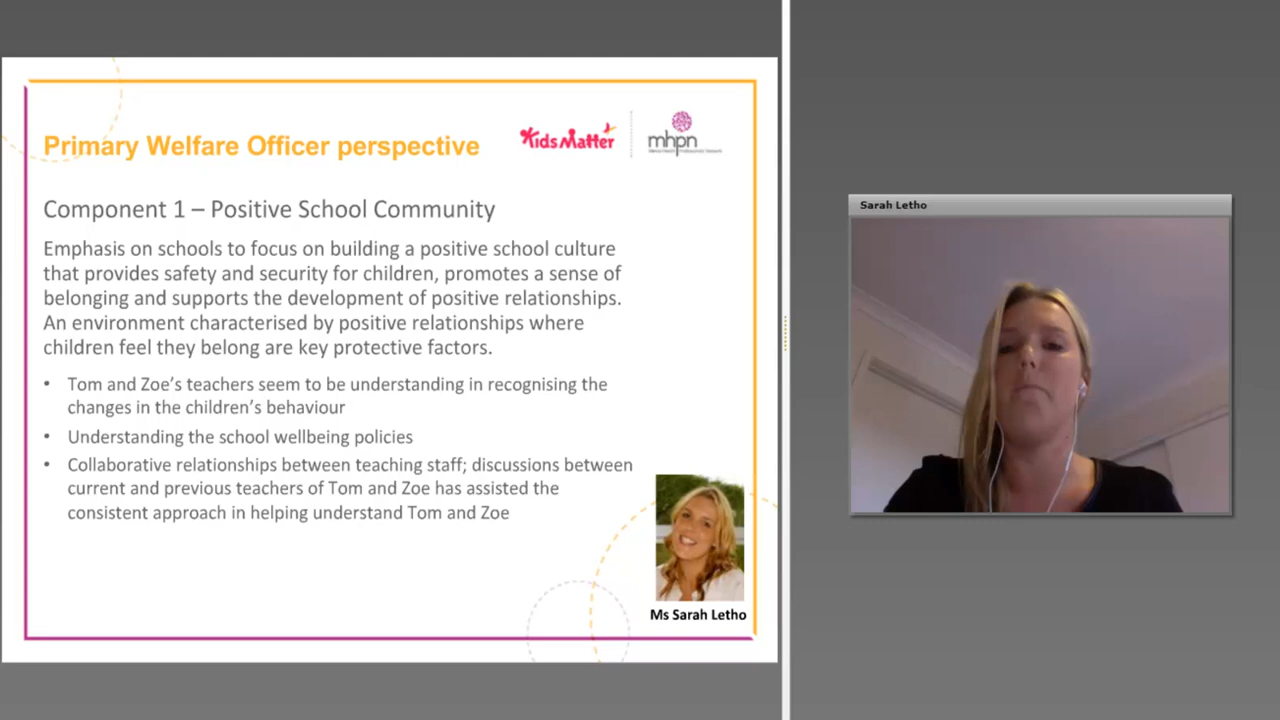 Primary Welfare Officer perspective
KidsMatter
mhpn
Component 1 – Positive School Community
Emphasis on schools to focus on building a positive school culture
that provides safety and security for children, promotes a sense of
belonging and supports the development of positive relationships.
An environment characterised by positive relationships where
children feel they belong are key protective factors.
• Tom and Zoe’s teachers seem to be understanding in recognising the
changes in the children’s behaviour
• Understanding the school wellbeing policies
• Collaborative relationships between teaching staff; discussions between
current and previous teachers of Tom and Zoe has assisted the
consistent approach in helping understand Tom and Zoe
Ms Sarah Letho
Sarah Letho